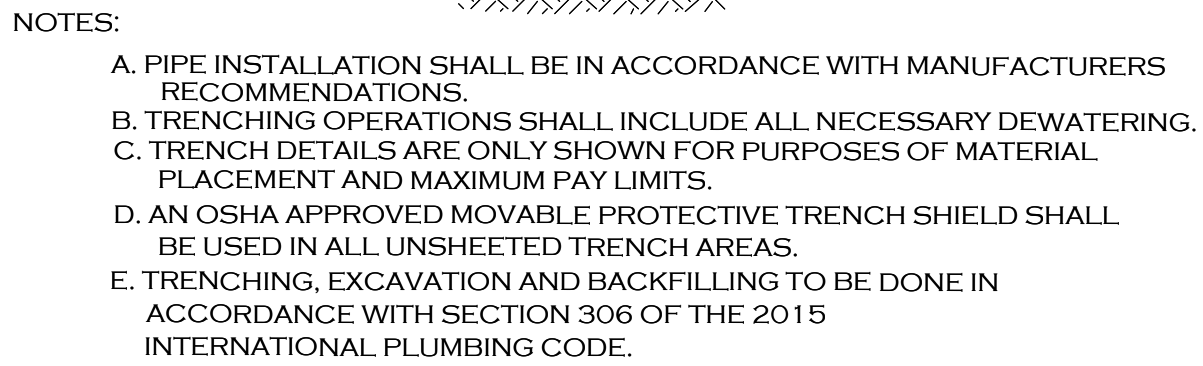 NOTES:
A. PIPE INSTALLATION SHALL BE IN ACCORDANCE WITH MANUFACTURERS
RECOMMENDATIONS.
B. TRENCHING OPERATIONS SHALL INCLUDE ALL NECESSARY DEWATERING.
C. TRENCH DETAILS ARE ONLY SHOWN FOR PURPOSES OF MATERIAL
PLACEMENT AND MAXIMUM PAY LIMITS.
D. AN OSHA APPROVED MOVABLE PROTECTIVE TRENCH SHIELD SHALL
BE USED IN ALL UNSHEETED TRENCH AREAS.
E. TRENCHING, EXCAVATION AND BACKFILLING TO BE DONE IN
ACCORDANCE WITH SECTION 306 OF THE 2015
INTERNATIONAL PLUMBING CODE.